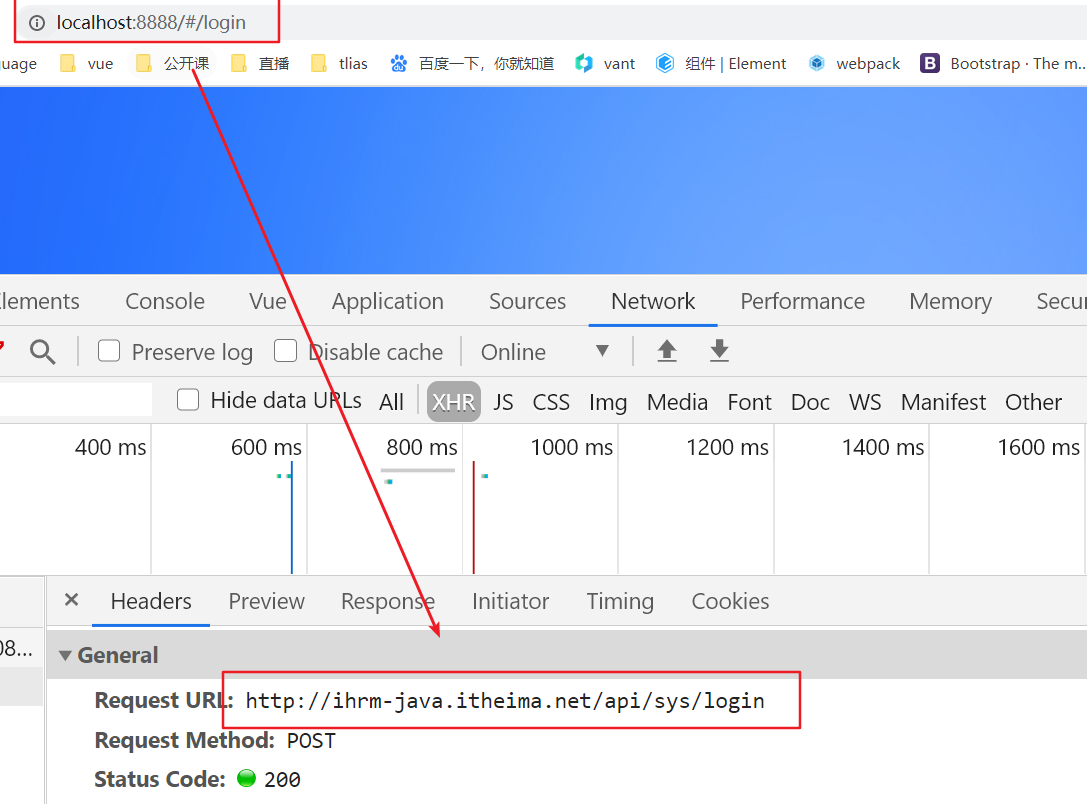 localhost:8888/#/login
uage vue 公开课 直播 tlias 百度一下，你就知道 vant 组件 | Element webpack Bootstrap · The m...
Elements Console Vue Application Sources Network Performance Memory Secur
Preserve log Disable cache Online
Hide data URLs All XHR JS CSS Img Media Font Doc WS Manifest Other
400 ms 600 ms 800 ms 1000 ms 1200 ms 1400 ms 1600 ms
× Headers Preview Response Initiator Timing Cookies
08... General
Request URL: http://ihrm-java.itheima.net/api/sys/login
Request Method: POST
Status Code: 200